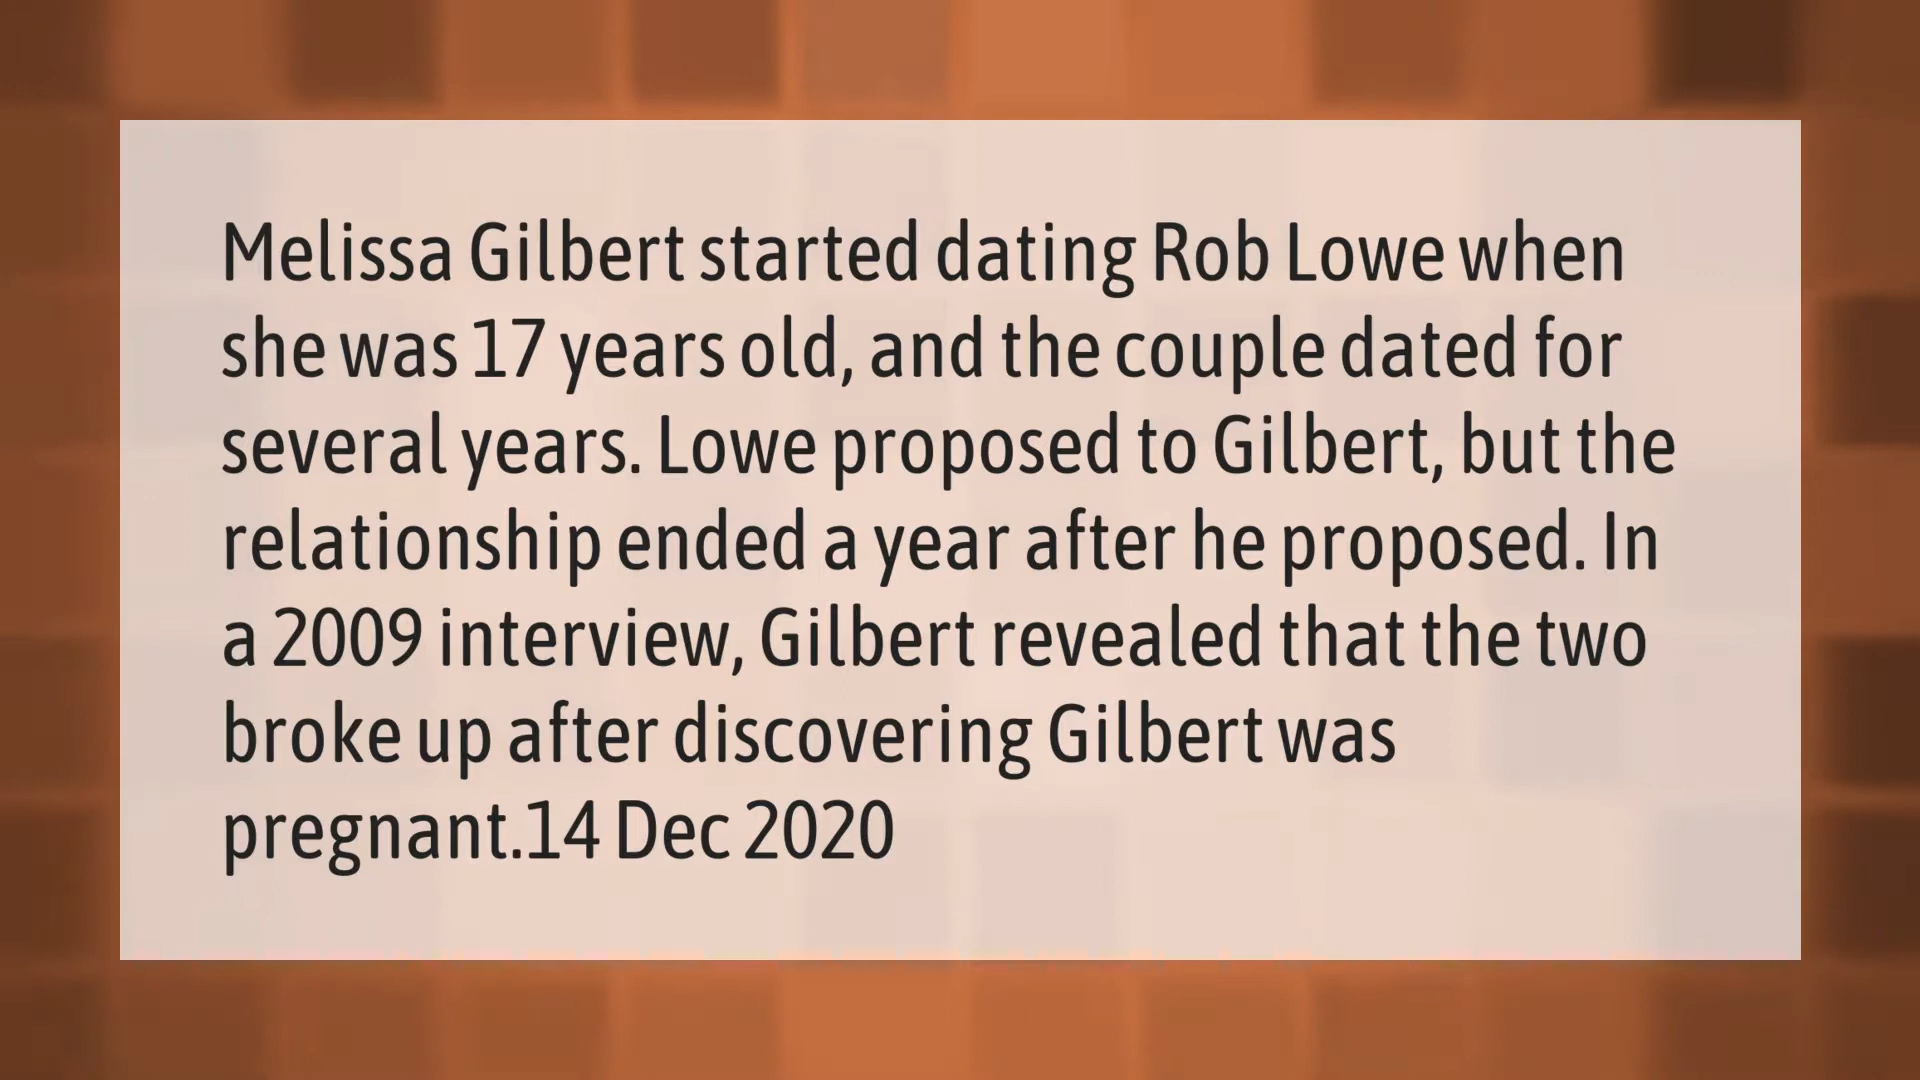 Melissa Gilbert started dating Rob Lowe when
she was 17 years old, and the couple dated for
several years. Lowe proposed to Gilbert, but the
relationship ended a year after he proposed. In
a 2009 interview, Gilbert revealed that the two
broke up after discovering Gilbert was
pregnant.14 Dec 2020